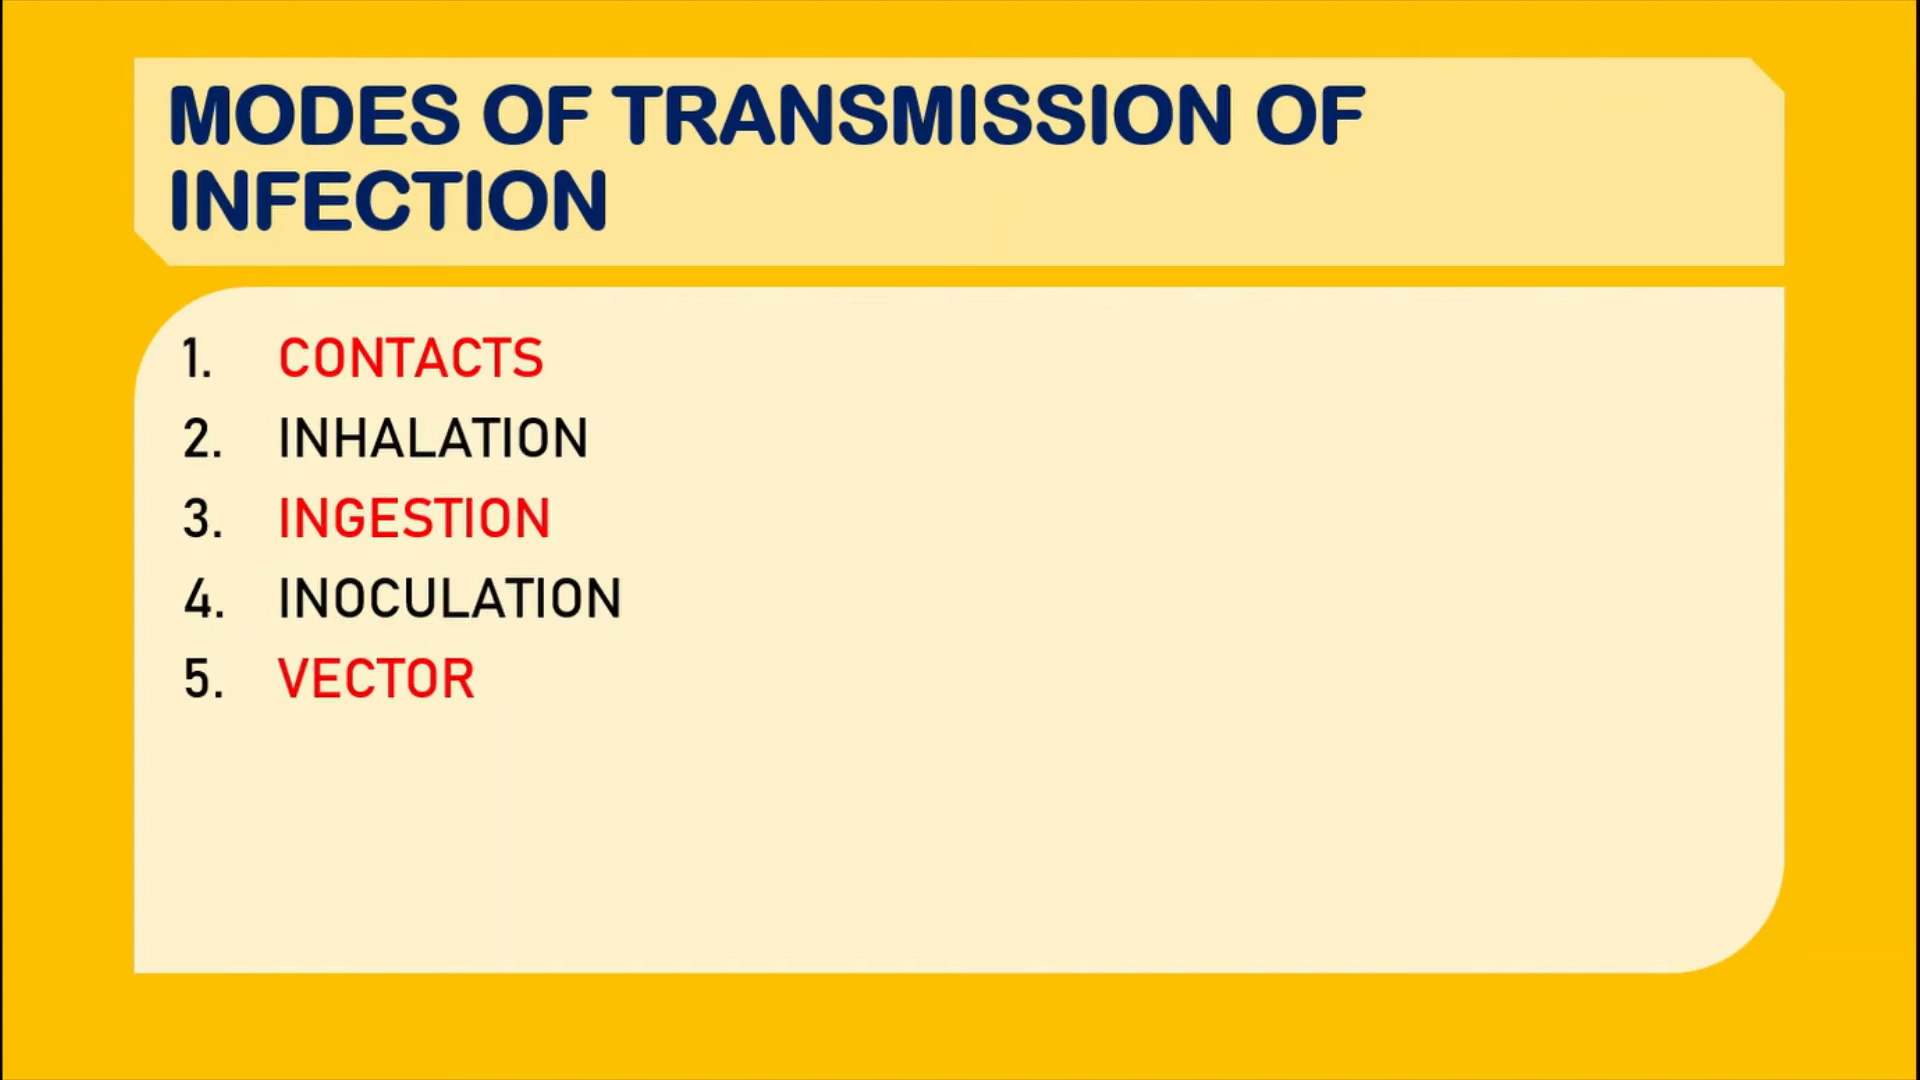 MODES OF TRANSMISSION OF
INFECTION
1. CONTACTS
2. INHALATION
3. INGESTION
4. INOCULATION
5. VECTOR